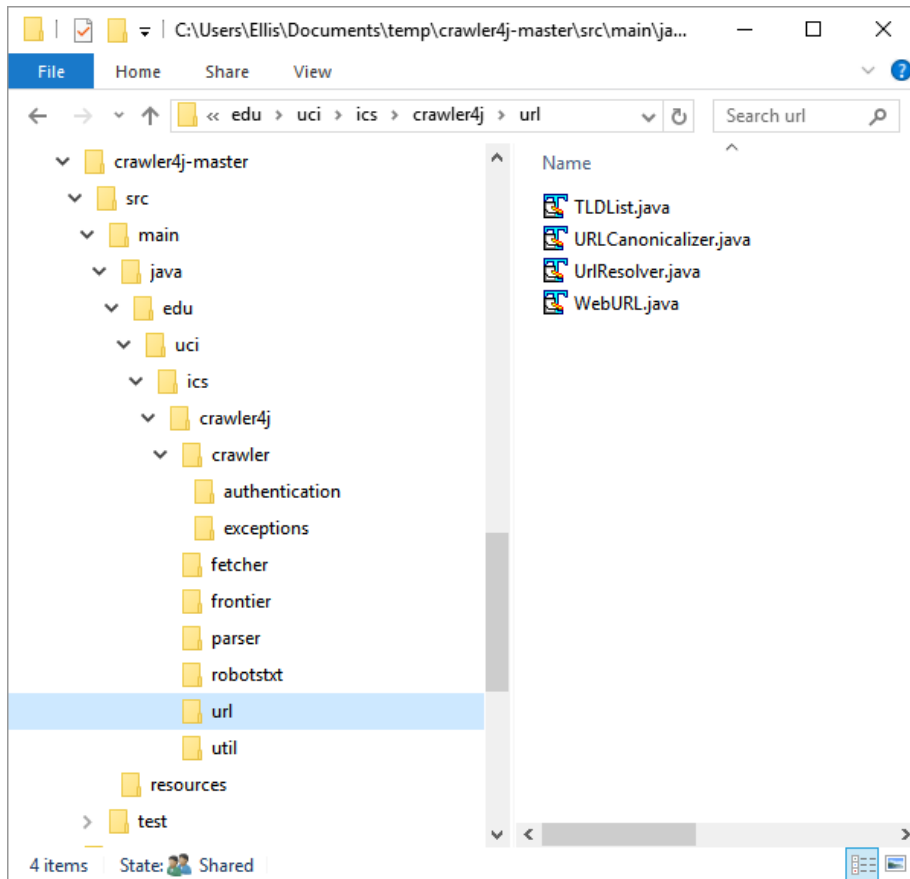 C:\Users\Ellis\Documents\temp\crawler4j-master\src\main\ja...
File Home Share View
« edu › uci › ics › crawler4j › url Search url
crawler4j-master
src
main
java
edu
uci
ics
crawler4j
crawler
authentication
exceptions
fetcher
frontier
parser
robotstxt
url
util
resources
test
Name
TLDList.java
URLCanonicalizer.java
UrlResolver.java
WebURL.java
4 items State: Shared